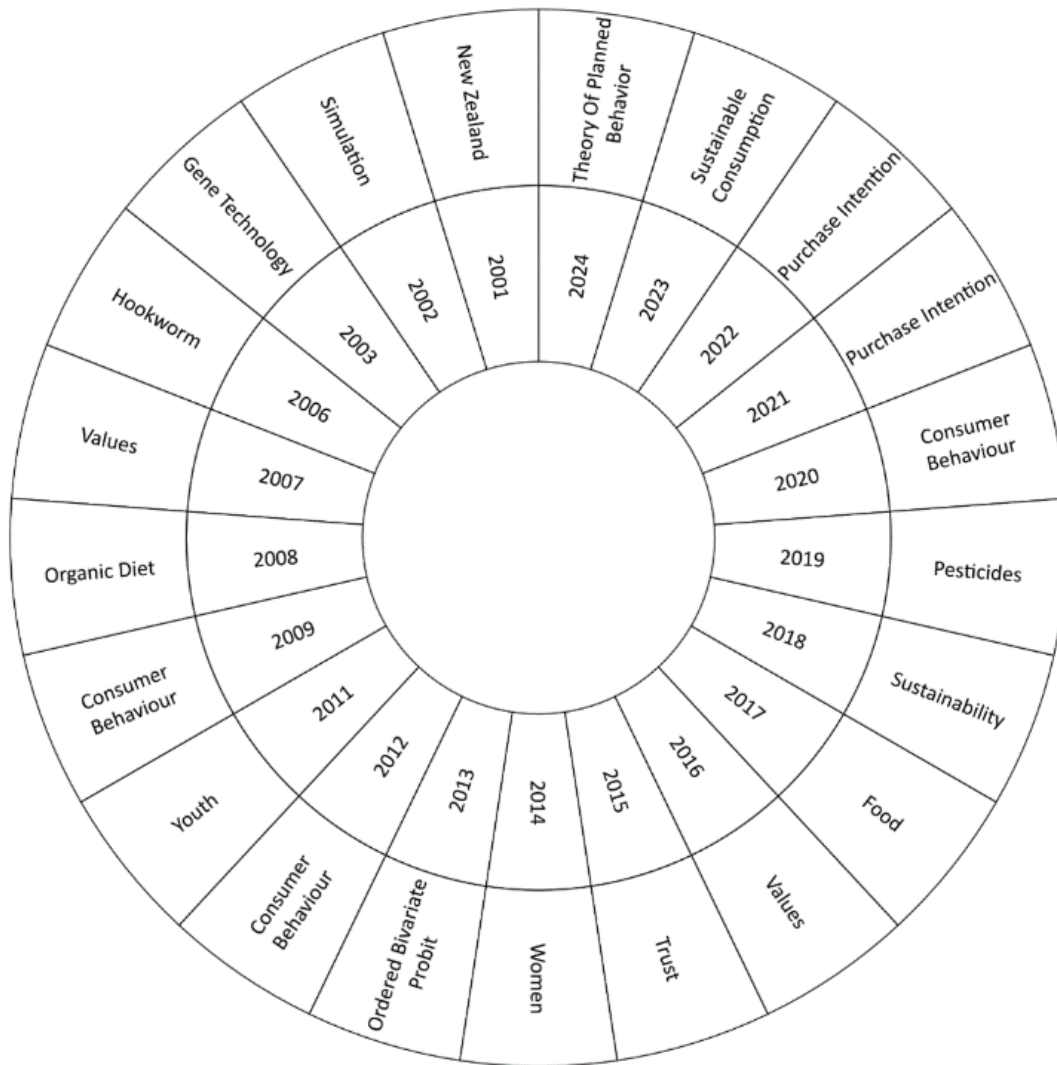 Theory Of Planned
Behavior
2024
Sustainable
Consumption
2023
Purchase Intention
2022
Purchase Intention
2021
Consumer
Behaviour
2020
Pesticides
2019
Sustainability
2018
Food
2017
Values
2016
Trust
2015
Women
2014
Ordered Bivariate
Probit
2013
Consumer
Behaviour
2012
Youth
2011
Consumer
Behaviour
2009
Organic Diet
2008
Values
2007
Hookworm
2006
Gene Technology
2003
Simulation
2002
New Zealand
2001